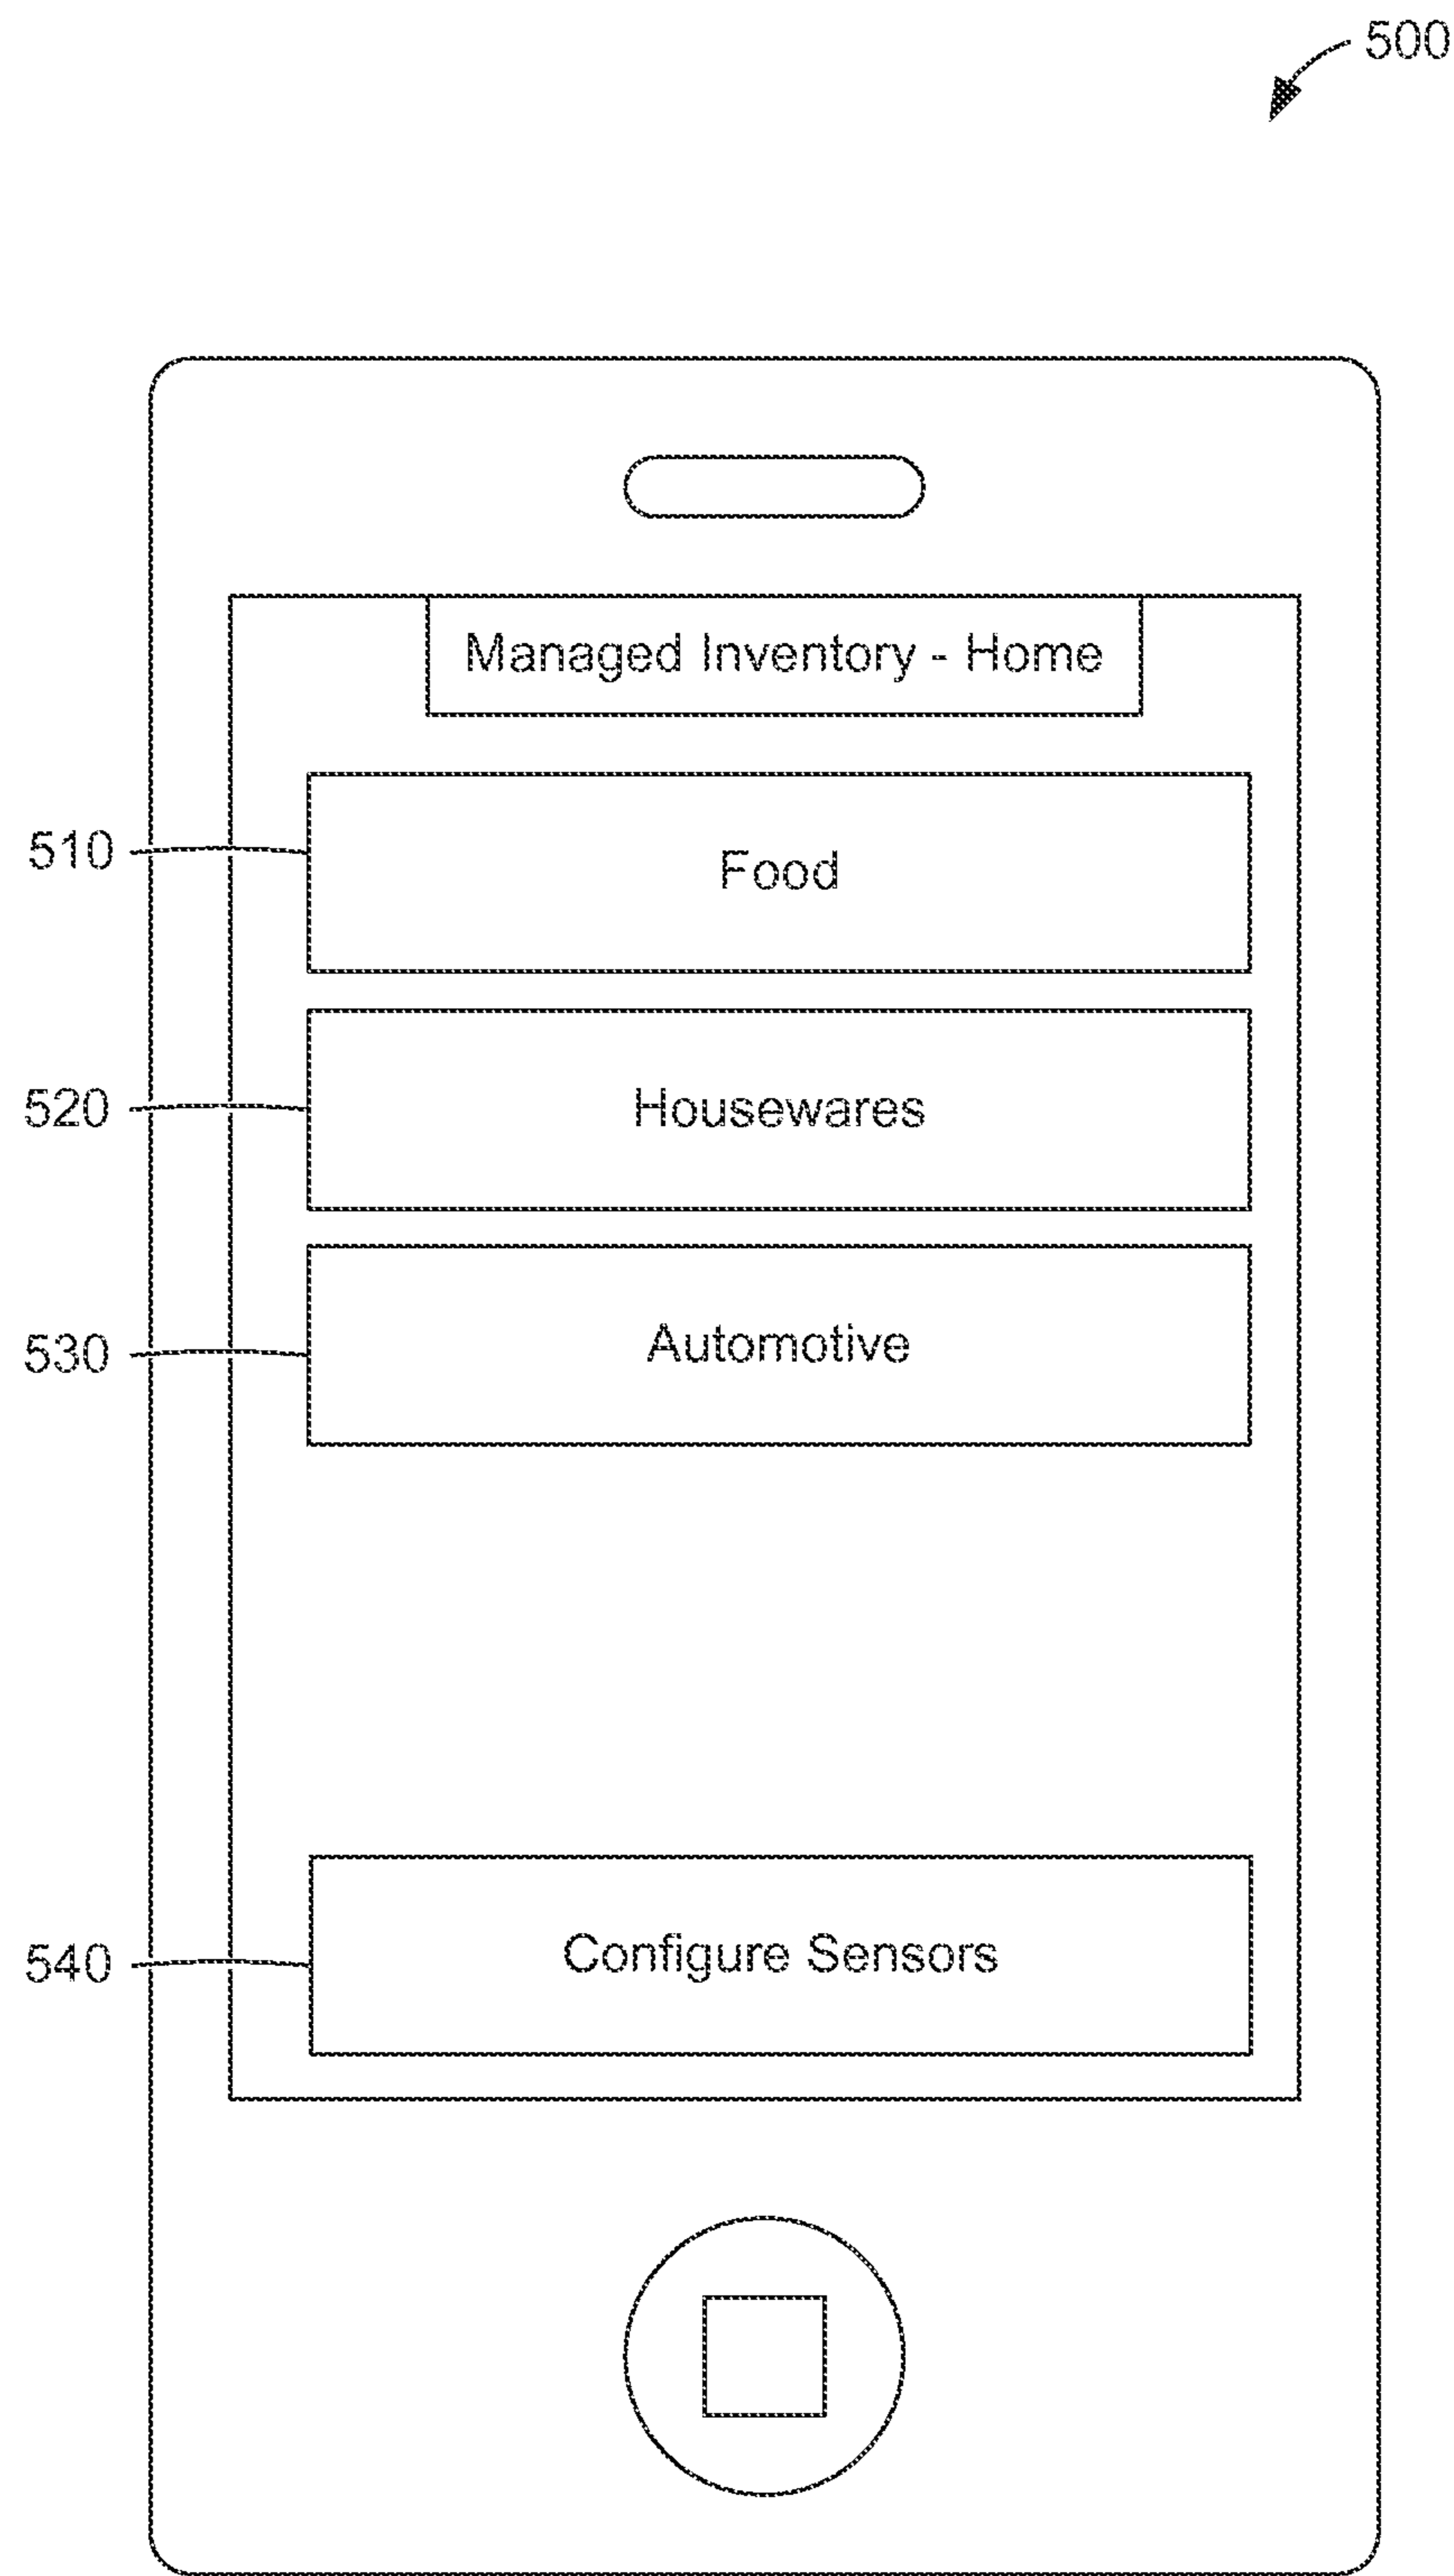 500
Managed Inventory - Home
510
Food
520
Housewares
530
Automotive
540
Configure Sensors